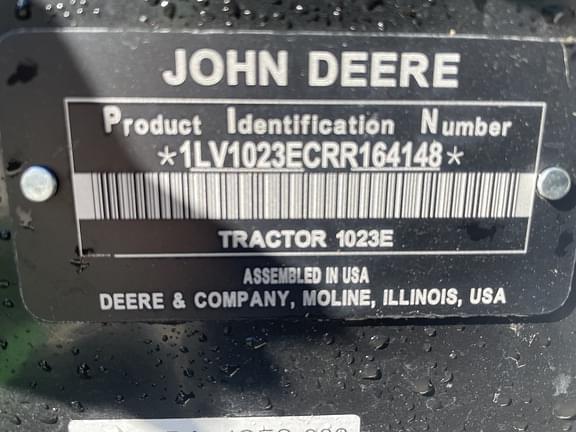 JOHN DEERE
Product Identification Number
*1LV1023ECRR164148*
TRACTOR 1023E
ASSEMBLED IN USA
DEERE & COMPANY, MOLINE, ILLINOIS, USA